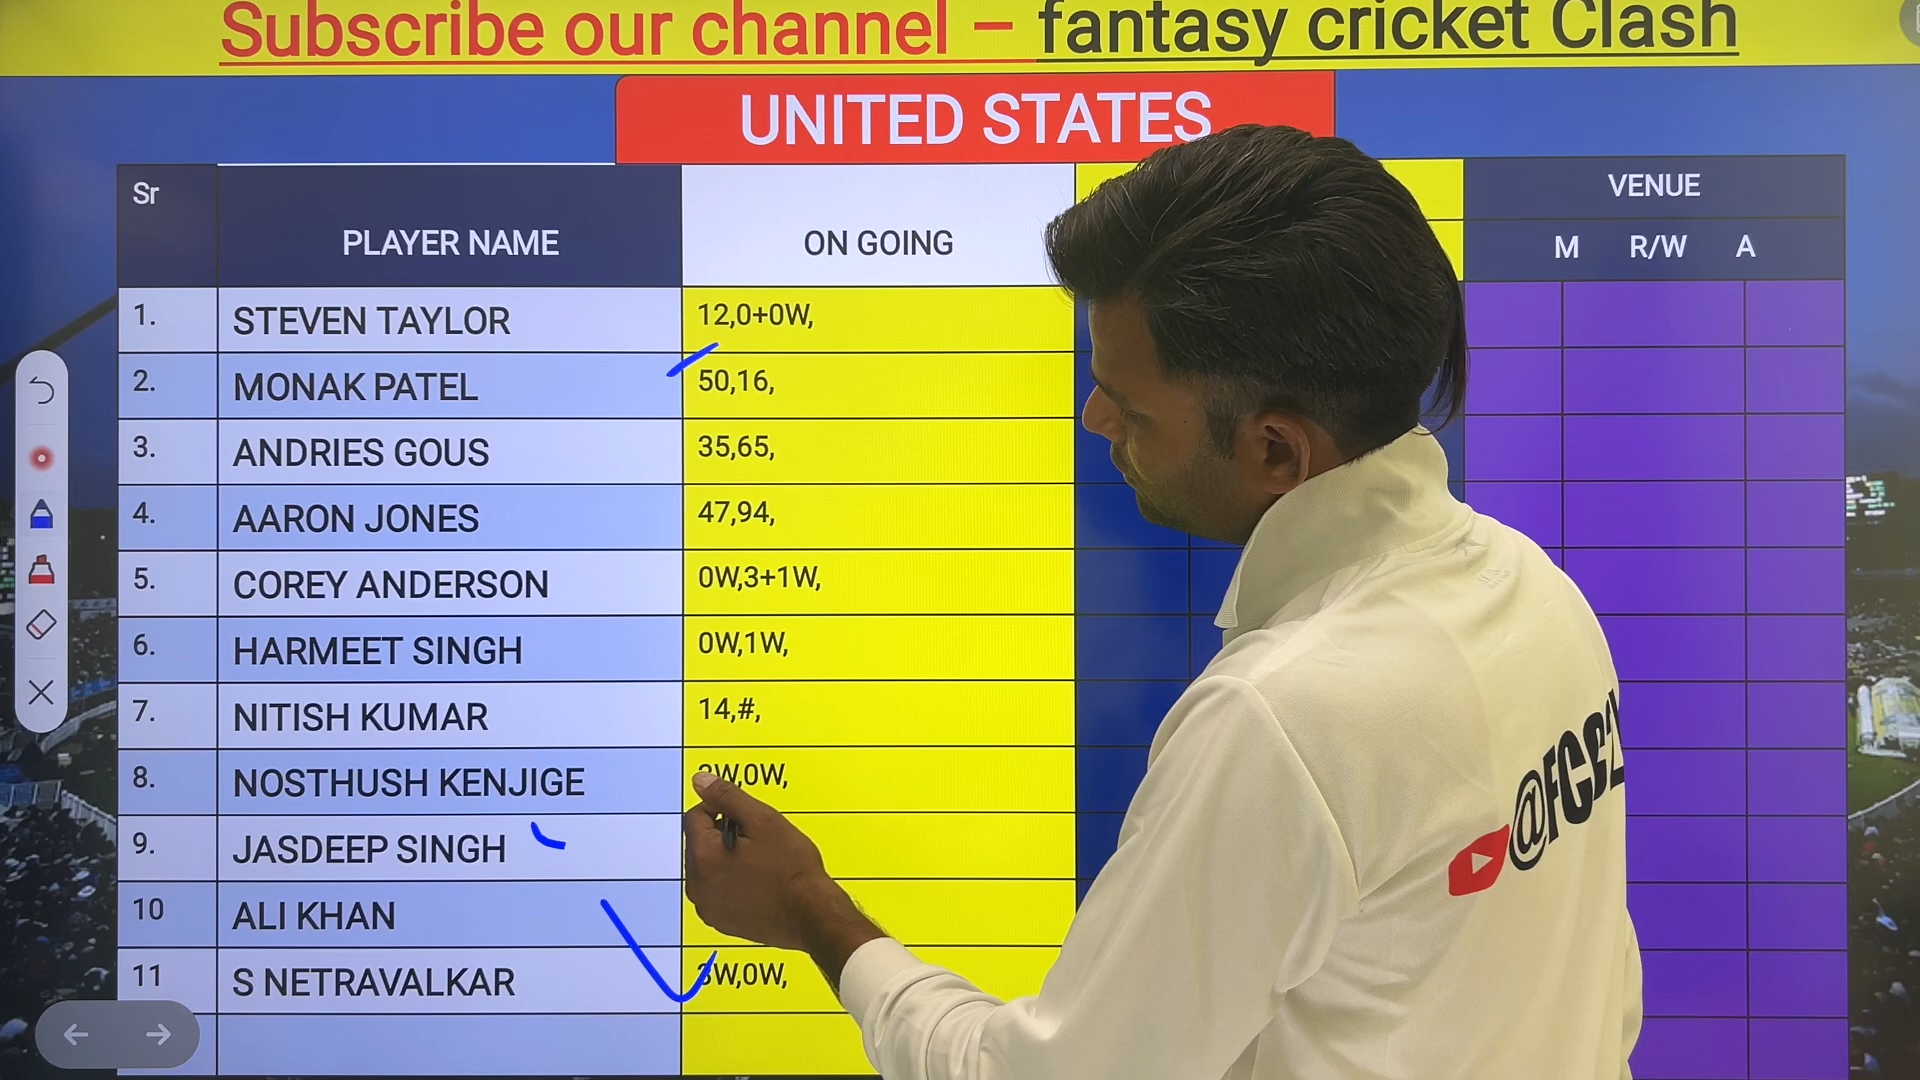 Subscribe our channel – fantasy cricket Clash
UNITED STATES
Sr PLAYER NAME ON GOING VENUE
M R/W A
1. STEVEN TAYLOR 12,0+0W,
2. MONAK PATEL 50,16,
3. ANDRIES GOUS 35,65,
4. AARON JONES 47,94,
5. COREY ANDERSON 0W,3+1W,
6. HARMEET SINGH 0W,1W,
7. NITISH KUMAR 14,#,
8. NOSTHUSH KENJIGE
9. JASDEEP SINGH
10 ALI KHAN
11 S NETRAVALKAR 3W,0W,